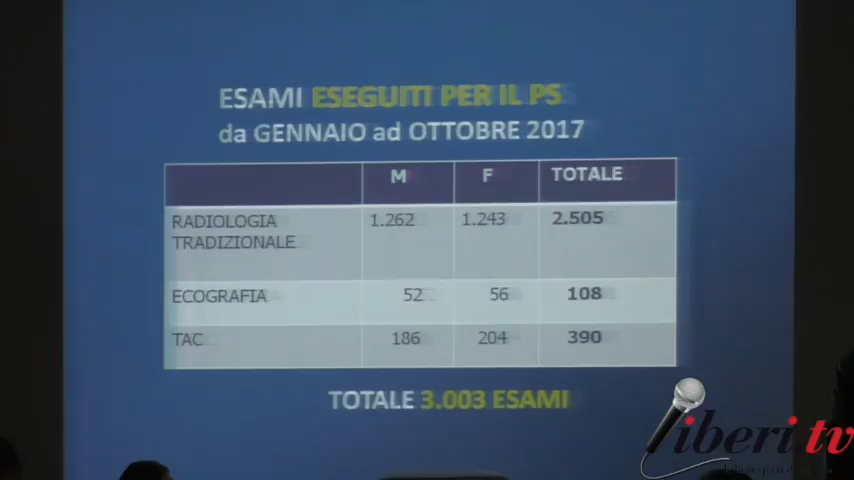 ESAMI ESEGUITI PER IL PS
da GENNAIO ad OTTOBRE 2017
M F TOTALE
RADIOLOGIA TRADIZIONALE 1.262 1.243 2.505
ECOGRAFIA 52 56 108
TAC 186 204 390
TOTALE 3.003 ESAMI
liberi tv